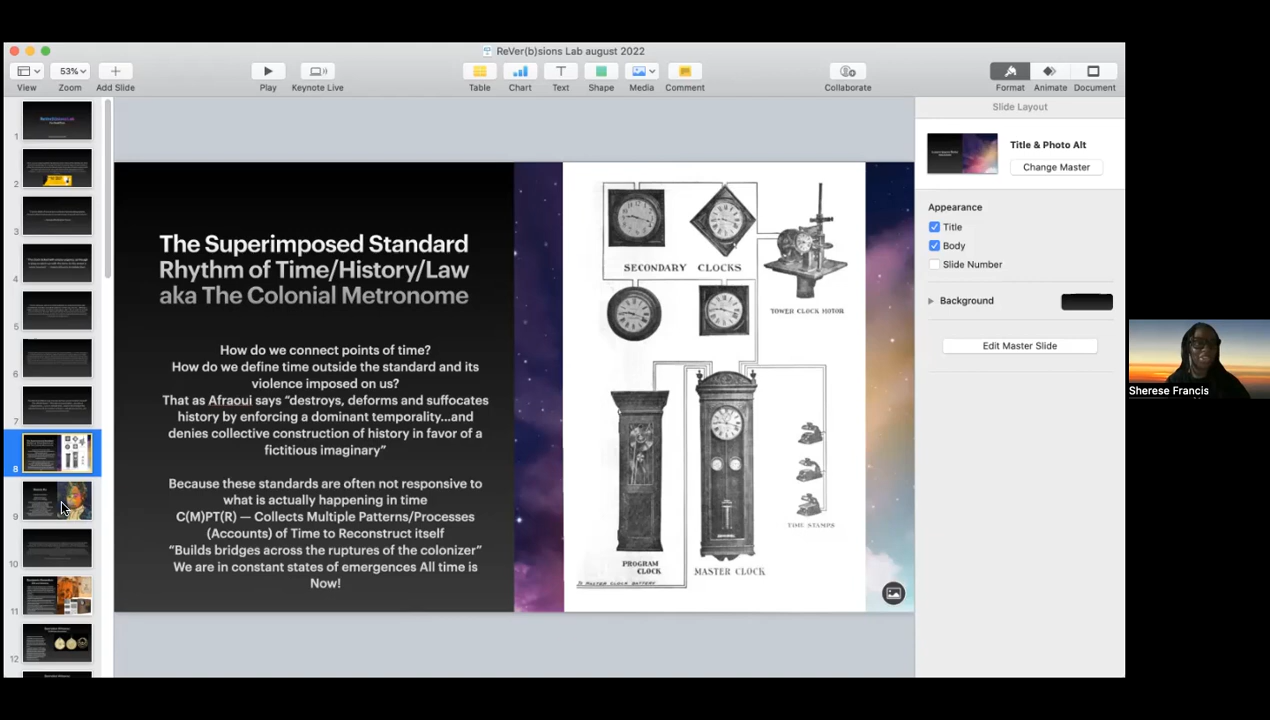 ReVer(b)sions Lab august 2022
53%
View
Zoom
Add Slide
Play
Keynote Live
Table
Chart
Text
Shape
Media
Comment
Collaborate
Format
Animate
Document
1
2
3
4
5
6
7
8
9
10
11
12
The Superimposed Standard
Rhythm of Time/History/Law
aka The Colonial Metronome
How do we connect points of time?
How do we define time outside the standard and its
violence imposed on us?
That as Afraoui says “destroys, deforms and suffocates
history by enforcing a dominant temporality...and
denies collective construction of history in favor of a
fictitious imaginary”
Because these standards are often not responsive to
what is actually happening in time
C(M)PT(R) — Collects Multiple Patterns/Processes
(Accounts) of Time to Reconstruct itself
“Builds bridges across the ruptures of the colonizer”
We are in constant states of emergences All time is
Now!
SECONDARY CLOCKS
TOWER CLOCK MOTOR
TIME STAMPS
PROGRAM
CLOCK
MASTER CLOCK
TO MASTER CLOCK BATTERY
Slide Layout
Title & Photo Alt
Change Master
Appearance
Title
Body
Slide Number
Background
Edit Master Slide
Sherese Francis